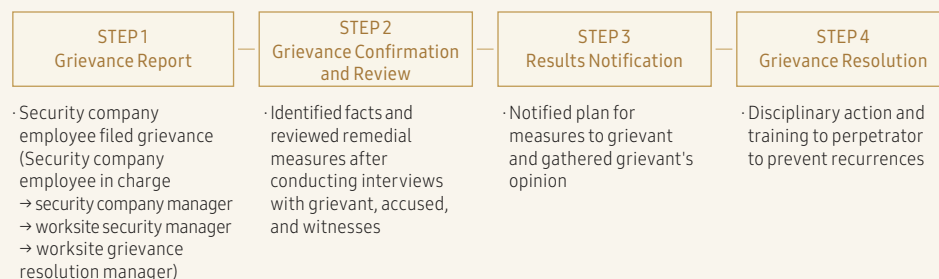 STEP 1
Grievance Report
· Security company
employee filed grievance
(Security company
employee in charge
→ security company manager
→ worksite security manager
→ worksite grievance
resolution manager)
STEP 2
Grievance Confirmation
and Review
· Identified facts and
reviewed remedial
measures after
conducting interviews
with grievant, accused,
and witnesses
STEP 3
Results Notification
· Notified plan for
measures to grievant
and gathered grievant's
opinion
STEP 4
Grievance Resolution
· Disciplinary action and
training to perpetrator
to prevent recurrences